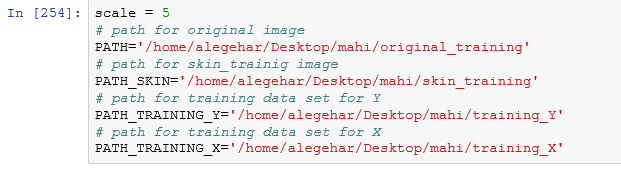 In [254]: scale = 5
# path for original image
PATH='/home/alegehar/Desktop/mahi/original_training'
# path for skin_trainig image
PATH_SKIN='/home/alegehar/Desktop/mahi/skin_training'
# path for training data set for Y
PATH_TRAINING_Y='/home/alegehar/Desktop/mahi/training_Y'
# path for training data set for X
PATH_TRAINING_X='/home/alegehar/Desktop/mahi/training_X'